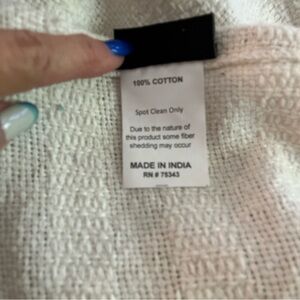 100% COTTON
Spot Clean Only
Due to the nature of
this product some fiber
shedding may occur
MADE IN INDIA
RN # 75343